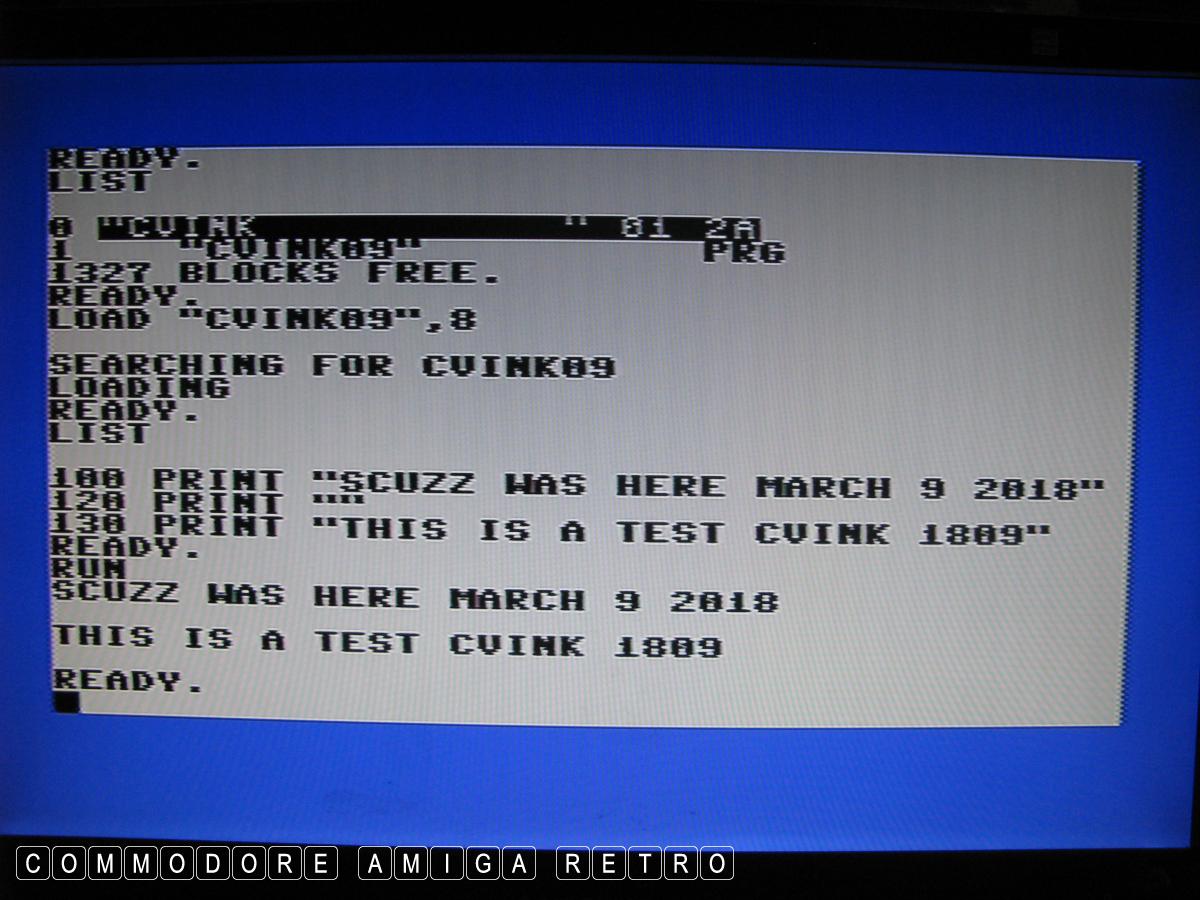 READY.
LIST
0 "CVINK            " 01 2A
1    "CVINK09"           PRG
1327 BLOCKS FREE.
READY.
LOAD "CVINK09",8
SEARCHING FOR CVINK09
LOADING
READY.
LIST
100 PRINT "SCUZZ WAS HERE MARCH 9 2018"
120 PRINT ""
130 PRINT "THIS IS A TEST CVINK 1809"
READY.
RUN
SCUZZ WAS HERE MARCH 9 2018
THIS IS A TEST CVINK 1809
READY.
COMMODORE AMIGA RETRO